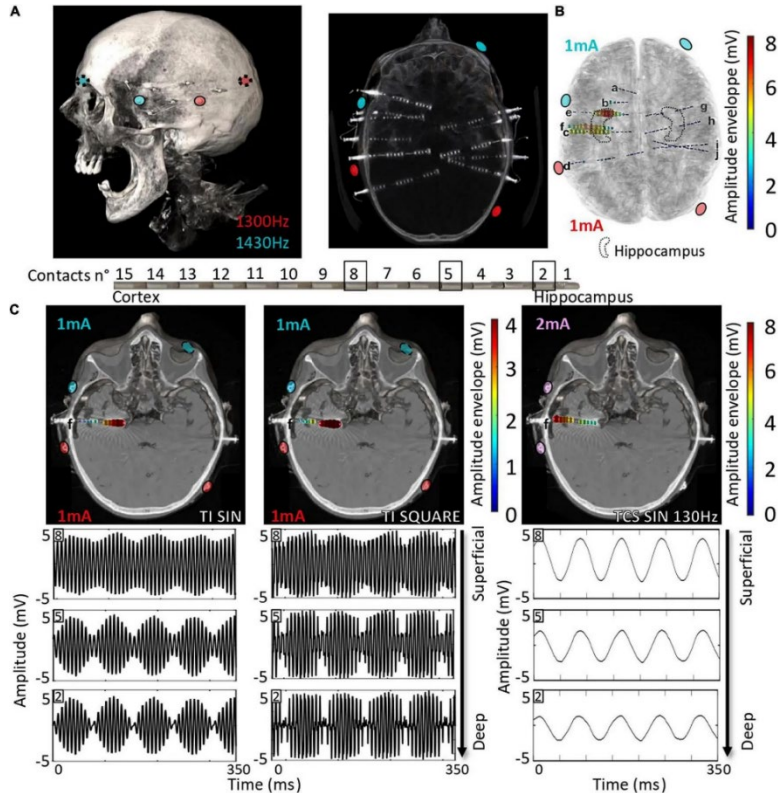 A
1300Hz
1430Hz
B
1mA
a
b
e
f
c
d
g
h
j
1mA
Hippocampus
Amplitude enveloppe (mV)
8
6
4
2
0
Contacts n° 15 14 13 12 11 10 9 8 7 6 5 4 3 2 1
Cortex
Hippocampus
C
1mA
f
1mA
TI SIN
1mA
f
1mA
TI SQUARE
4
3
2
1
0
Amplitude envelope (mV)
2mA
f
TCS SIN 130Hz
8
6
4
2
0
Amplitude envelope (mV)
Amplitude (mV)
5
-5
8
5
-5
5
5
-5
2
0
350
Time (ms)
5
-5
8
5
-5
5
5
-5
2
0
350
Time (ms)
Superficial
Deep
Amplitude (mV)
5
-5
8
5
-5
5
5
-5
2
0
350
Time (ms)